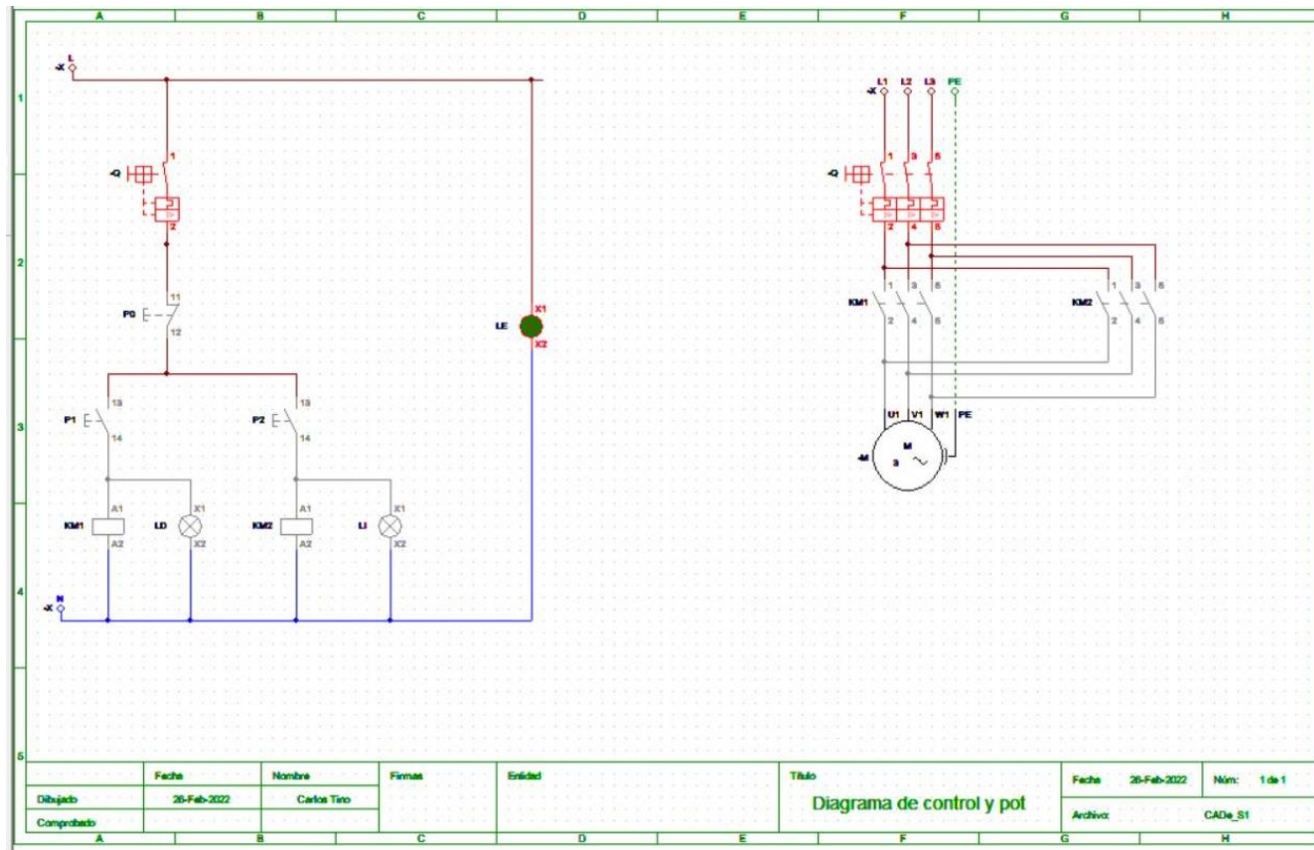 A B C D E F G H
L
-X
L1 L2 L3 PE
-X
1
1
1 3 5
-Q
-Q
2
2 4 6
2
11
P0
12
X1
LE
X2
1 3 5
KM1
2 4 6
1 3 5
KM2
2 4 6
13
P1
14
13
P2
14
3
U1 V1 W1 PE
M
3
-M
A1
KM1
A2
X1
LD
X2
A1
KM2
A2
X1
LI
X2
4
N
-X
5
Fecha Nombre Firmas Entidad Título
Dibujado 26-Feb-2022 Carlos Tino
Comprobado
Diagrama de control y pot
Fecha 26-Feb-2022 Núm: 1 de 1
Archivo: CADe_S1
A B C D E F G H